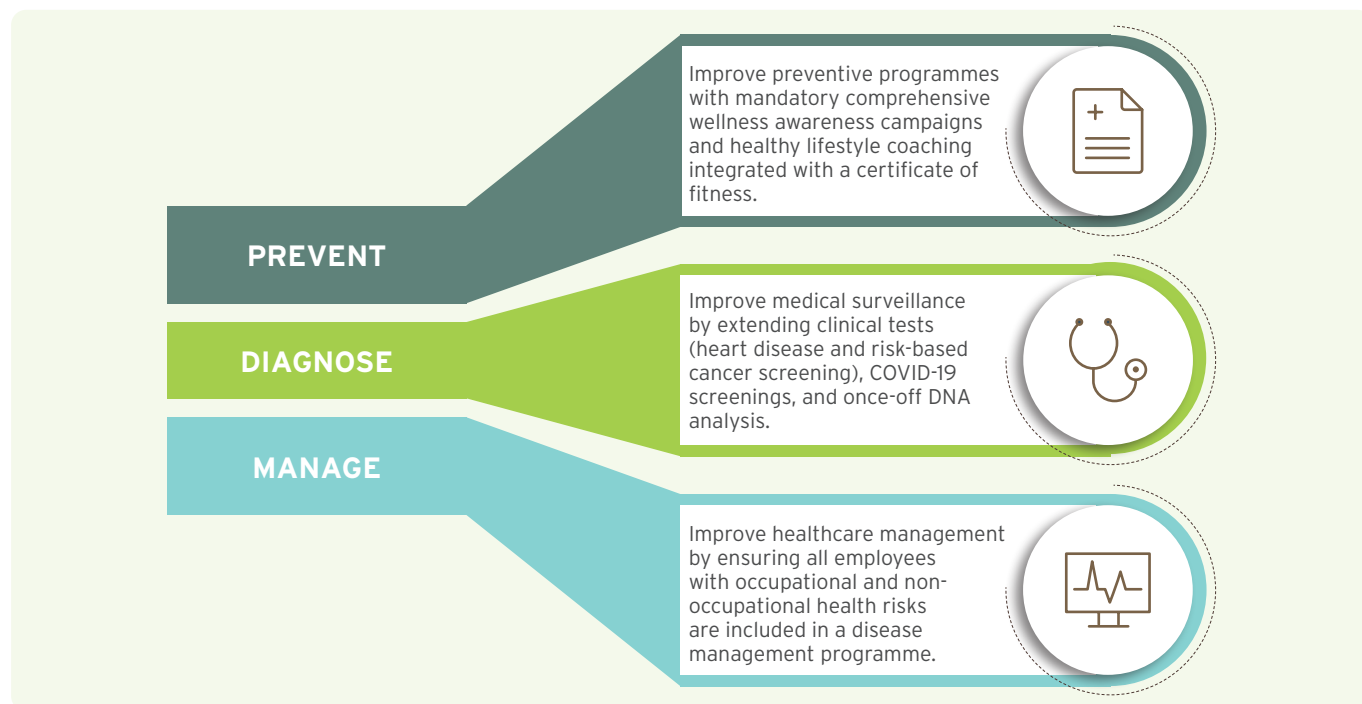 PREVENT
Improve preventive programmes
with mandatory comprehensive
wellness awareness campaigns
and healthy lifestyle coaching
integrated with a certificate of
fitness.
DIAGNOSE
Improve medical surveillance
by extending clinical tests
(heart disease and risk-based
cancer screening), COVID-19
screenings, and once-off DNA
analysis.
MANAGE
Improve healthcare management
by ensuring all employees
with occupational and non-
occupational health risks
are included in a disease
management programme.